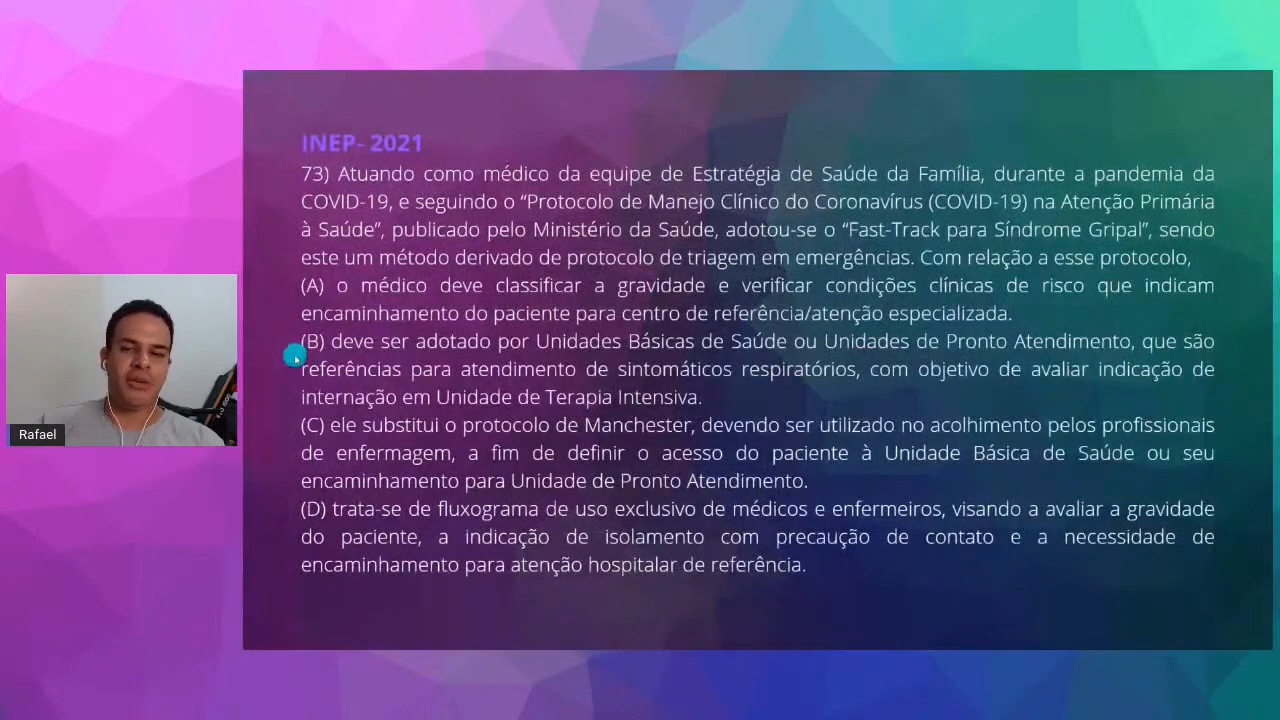 INEP- 2021
73) Atuando como médico da equipe de Estratégia de Saúde da Família, durante a pandemia da
COVID-19, e seguindo o “Protocolo de Manejo Clínico do Coronavírus (COVID-19) na Atenção Primária
à Saúde”, publicado pelo Ministério da Saúde, adotou-se o “Fast-Track para Síndrome Gripal”, sendo
este um método derivado de protocolo de triagem em emergências. Com relação a esse protocolo,
(A) o médico deve classificar a gravidade e verificar condições clínicas de risco que indicam
encaminhamento do paciente para centro de referência/atenção especializada.
(B) deve ser adotado por Unidades Básicas de Saúde ou Unidades de Pronto Atendimento, que são
referências para atendimento de sintomáticos respiratórios, com objetivo de avaliar indicação de
internação em Unidade de Terapia Intensiva.
(C) ele substitui o protocolo de Manchester, devendo ser utilizado no acolhimento pelos profissionais
de enfermagem, a fim de definir o acesso do paciente à Unidade Básica de Saúde ou seu
encaminhamento para Unidade de Pronto Atendimento.
(D) trata-se de fluxograma de uso exclusivo de médicos e enfermeiros, visando a avaliar a gravidade
do paciente, a indicação de isolamento com precaução de contato e a necessidade de
encaminhamento para atenção hospitalar de referência.
Rafael